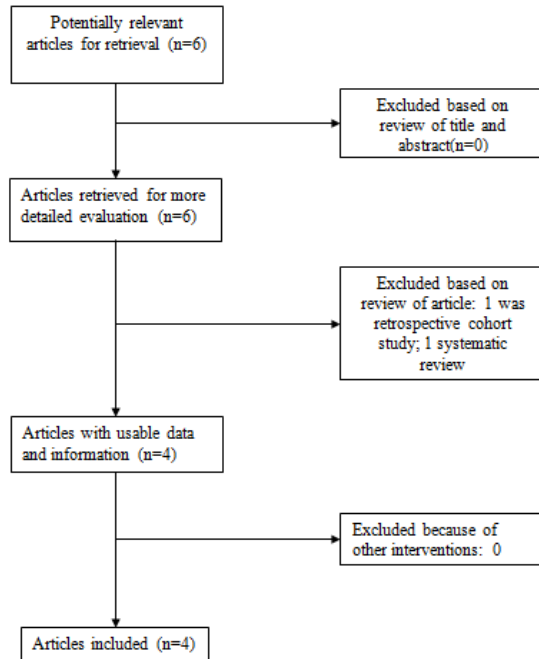 Potentially relevant
articles for retrieval (n=6)
Excluded based on
review of title and
abstract(n=0)
Articles retrieved for more
detailed evaluation (n=6)
Excluded based on
review of article: 1 was
retrospective cohort
study; 1 systematic
review
Articles with usable data
and information (n=4)
Excluded because of
other interventions: 0
Articles included (n=4)